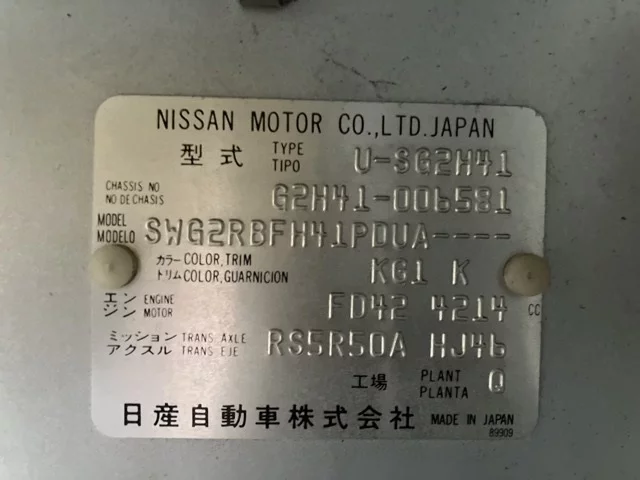 NISSAN MOTOR CO.,LTD.JAPAN
型式 TYPE TIPO U-SG2H41
CHASSIS NO NO DE CHASIS G2H41-006581
MODEL MODELO SWG2RBFH41PDUA----
カラー COLOR, TRIM トリム COLOR, GUARNICION KG1 K
エンジン ENGINE MOTOR FD42 4214 CC
ミッション TRANS. AXLE アクスル TRANS EJE RS5R50A HJ46
工場 PLANT PLANTA Q
日産自動車株式会社 MADE IN JAPAN
89909